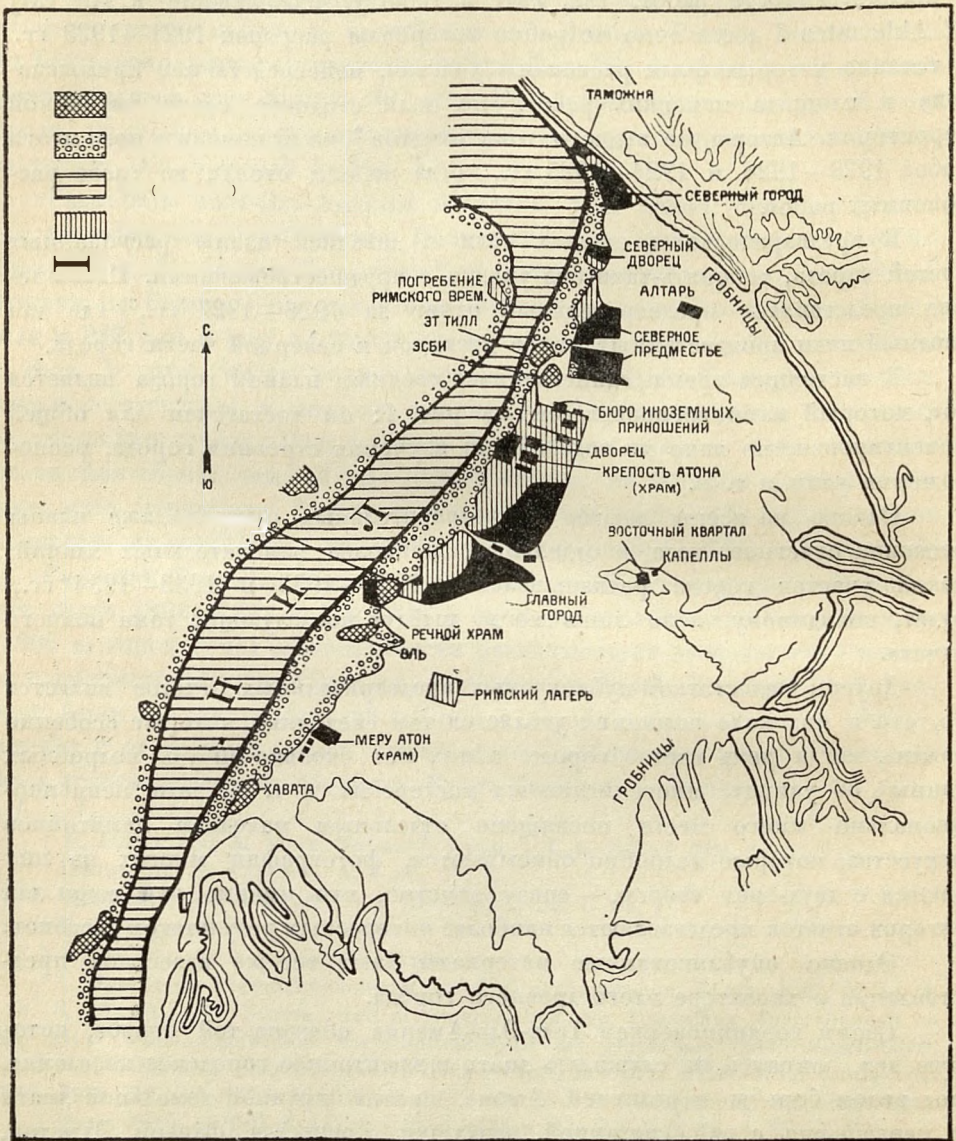 ТАМОЖНЯ
СЕВЕРНЫЙ ГОРОД
СЕВЕРНЫЙ
ДВОРЕЦ
АЛТАРЬ
ГРОБНИЦЫ
ПОГРЕБЕНИЕ
РИМСКОГО ВРЕМ.
ЭТ ТИЛЛ
ЭСБИ
СЕВЕРНОЕ
ПРЕДМЕСТЬЕ
С.
Ю
БЮРО ИНОЗЕМНЫХ
ПРИНОШЕНИЙ
ДВОРЕЦ
КРЕПОСТЬ АТОНА
(ХРАМ)
ВОСТОЧНЫЙ КВАРТАЛ
КАПЕЛЛЫ
ГЛАВНЫЙ
ГОРОД
РЕЧНОЙ ХРАМ
РИМСКИЙ ЛАГЕРЬ
МЕРУ АТОН
(ХРАМ)
ХАВАТА
ГРОБНИЦЫ